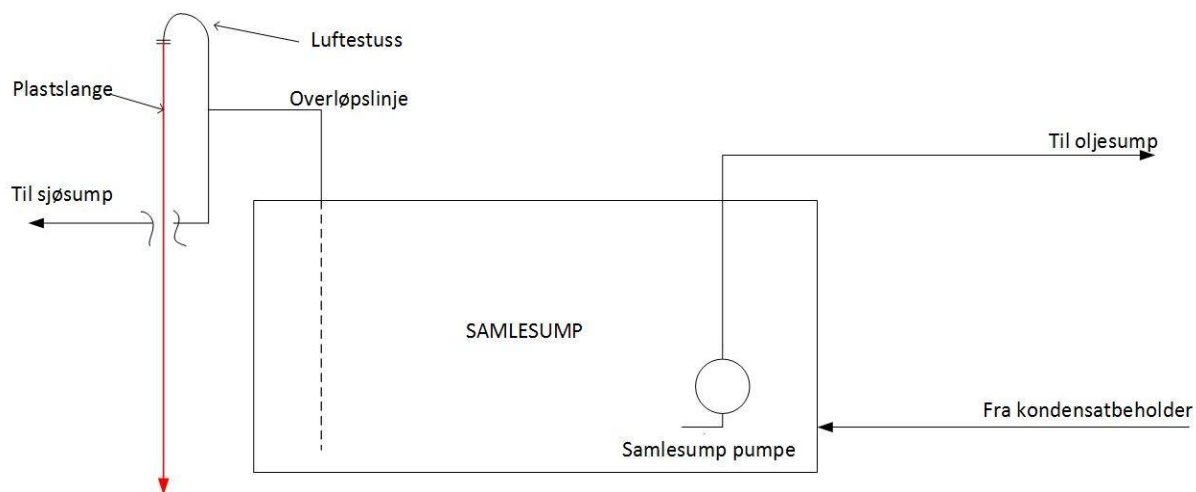 Luftestuss
Plastslange
Overløpslinje
Til oljesump
Til sjøsump
SAMLESUMP
Fra kondensatbeholder
Samlesump pumpe